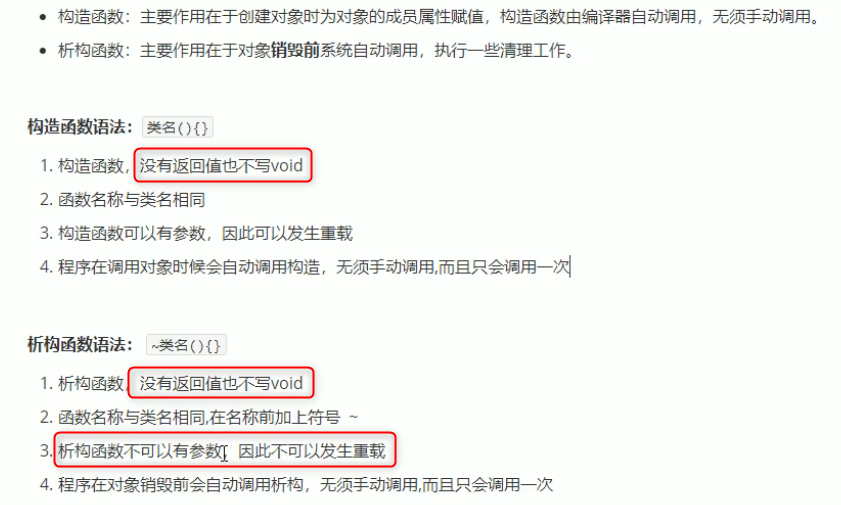 • 构造函数：主要作用在于创建对象时为对象的成员属性赋值，构造函数由编译器自动调用，无须手动调用。
• 析构函数：主要作用在于对象销毁前系统自动调用，执行一些清理工作。
构造函数语法： 类名(){}
1. 构造函数，没有返回值也不写void
2. 函数名称与类名相同
3. 构造函数可以有参数，因此可以发生重载
4. 程序在调用对象时候会自动调用构造，无须手动调用,而且只会调用一次
析构函数语法： ~类名(){}
1. 析构函数，没有返回值也不写void
2. 函数名称与类名相同,在名称前加上符号 ~
3. 析构函数不可以有参数，因此不可以发生重载
4. 程序在对象销毁前会自动调用析构，无须手动调用,而且只会调用一次